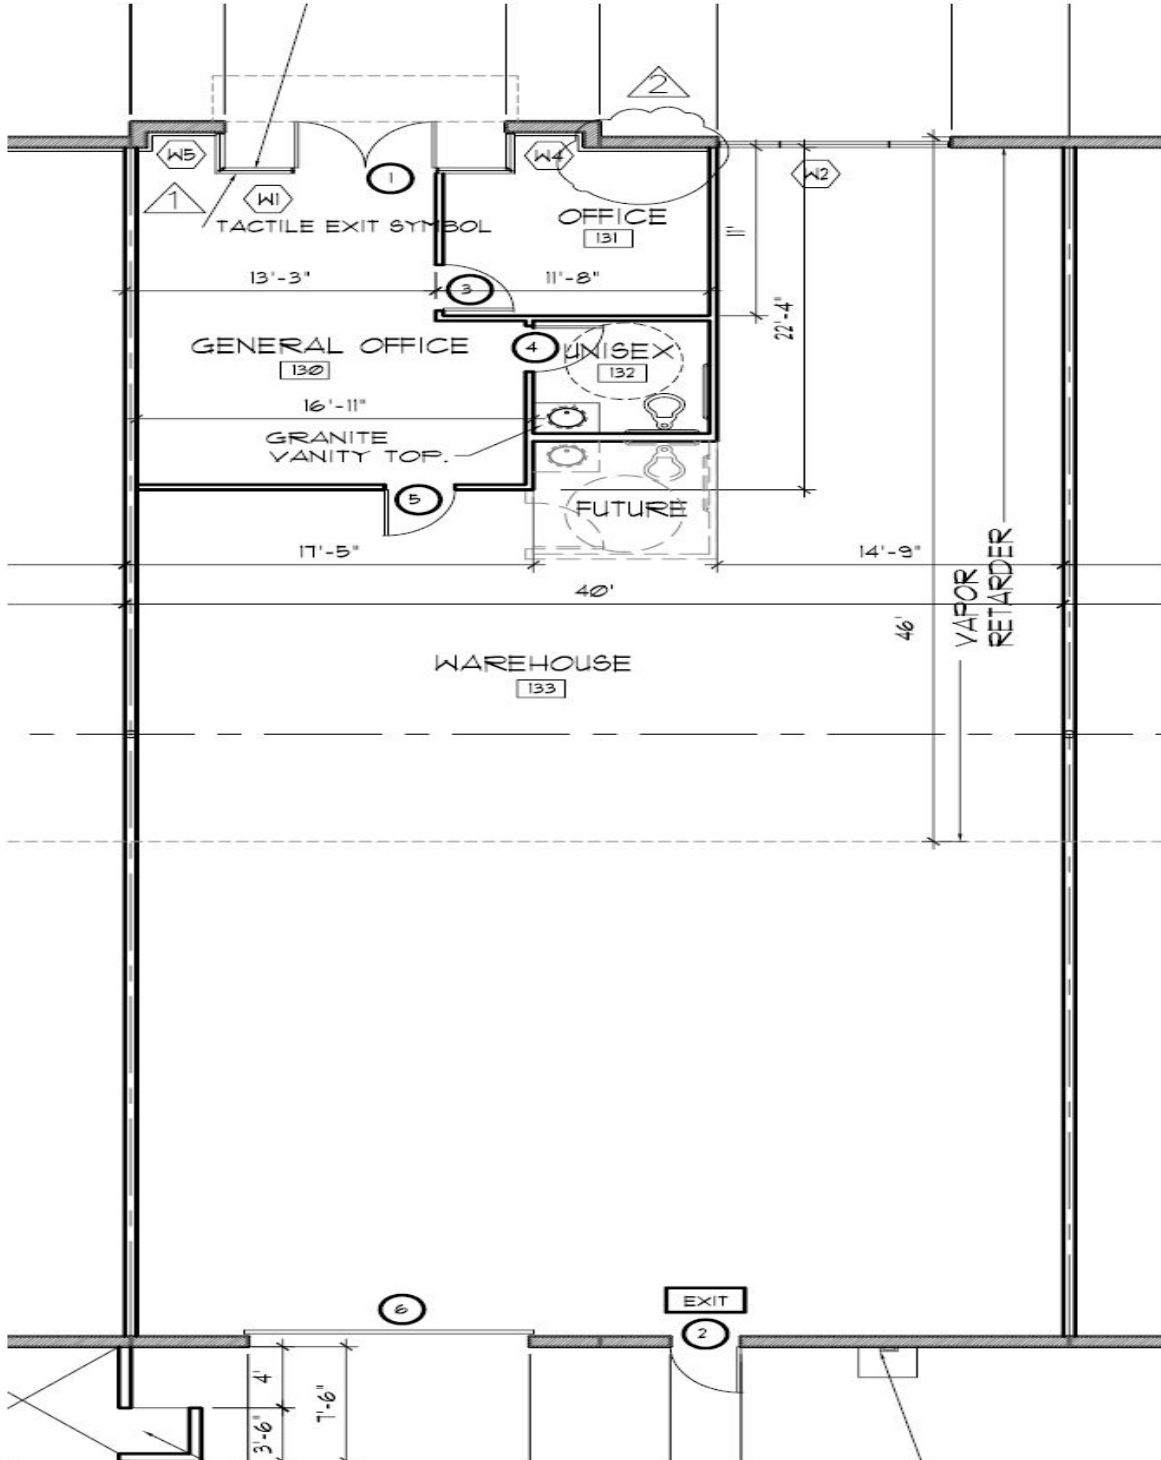 2
W5
W4
W2
1
1
W1
TACTILE EXIT SYMBOL
OFFICE
131
11'
13'-3"
3
11'-8"
22'-4"
GENERAL OFFICE
130
4
UNISEX
132
16'-11"
GRANITE
VANITY TOP.
5
FUTURE
17'-5"
14'-9"
40'
46'
VAPOR
RETARDER
WAREHOUSE
133
6
EXIT
2
4'
3'-6"
7'-6"